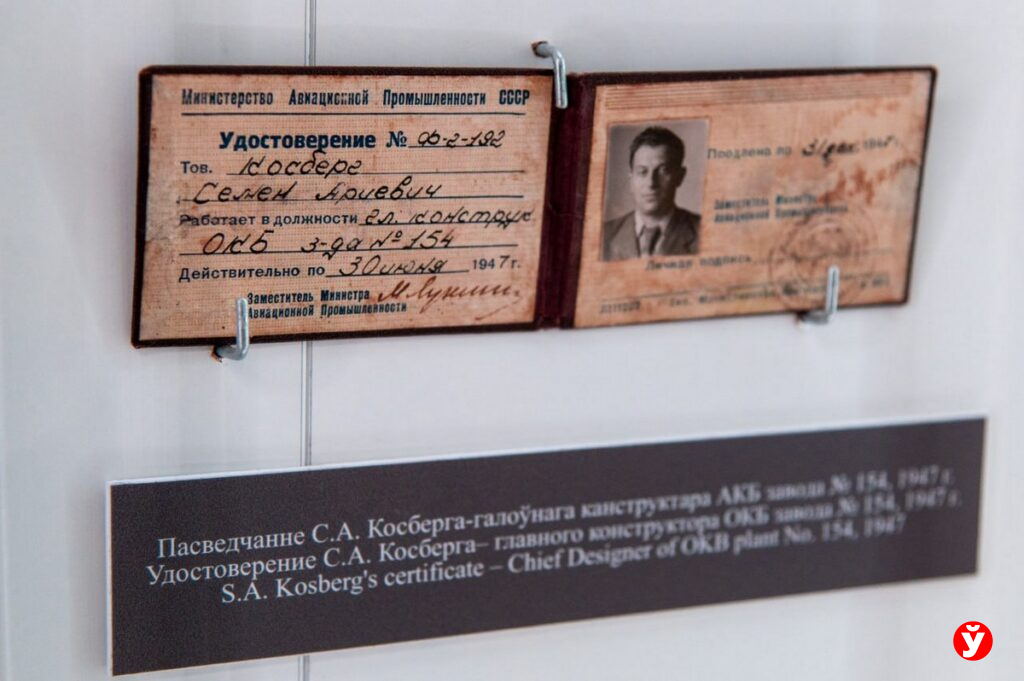 Министерство Авиационной Промышленности СССР
Удостоверение № Ф-2-192
Тов. Косберг
Семен Ариевич
Работает в должности гл. конструк
ОКБ з-да № 154
Действительно по 30 июня 1947 г.
Заместитель Министра
Авиационной Промышленности
Продлена по 31 1947 г.
Заместитель Министра
Авиационной Промышленности
Личная подпись
Пасведчанне С.А. Косберга-галоўнага канструктара АКБ завода № 154, 1947 г.
Удостоверение С.А. Косберга– главного конструктора ОКБ завода № 154, 1947 г.
S.A. Kosberg's certificate – Chief Designer of OKB plant No. 154, 1947
Ў